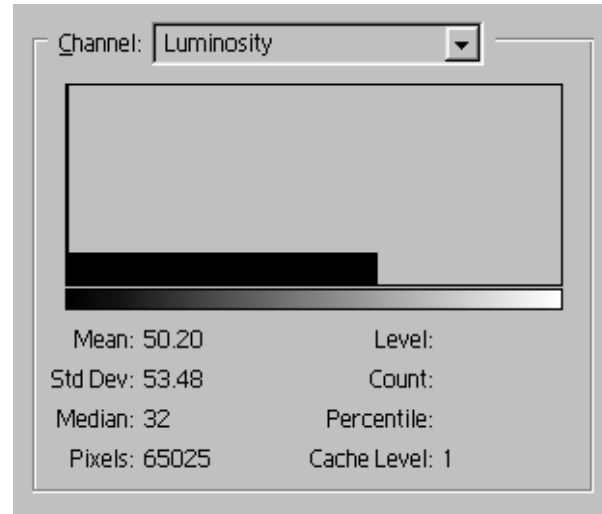 Channel: Luminosity
Mean: 50.20 Level:
Std Dev: 53.48 Count:
Median: 32 Percentile:
Pixels: 65025 Cache Level: 1